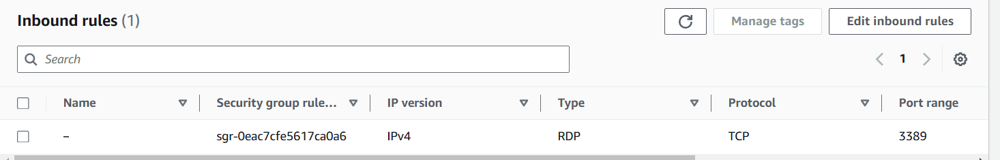 Inbound rules (1)
Manage tags
Edit inbound rules
Search
1
Name Security group rule... IP version Type Protocol Port range
– sgr-0eac7cfe5617ca0a6 IPv4 RDP TCP 3389